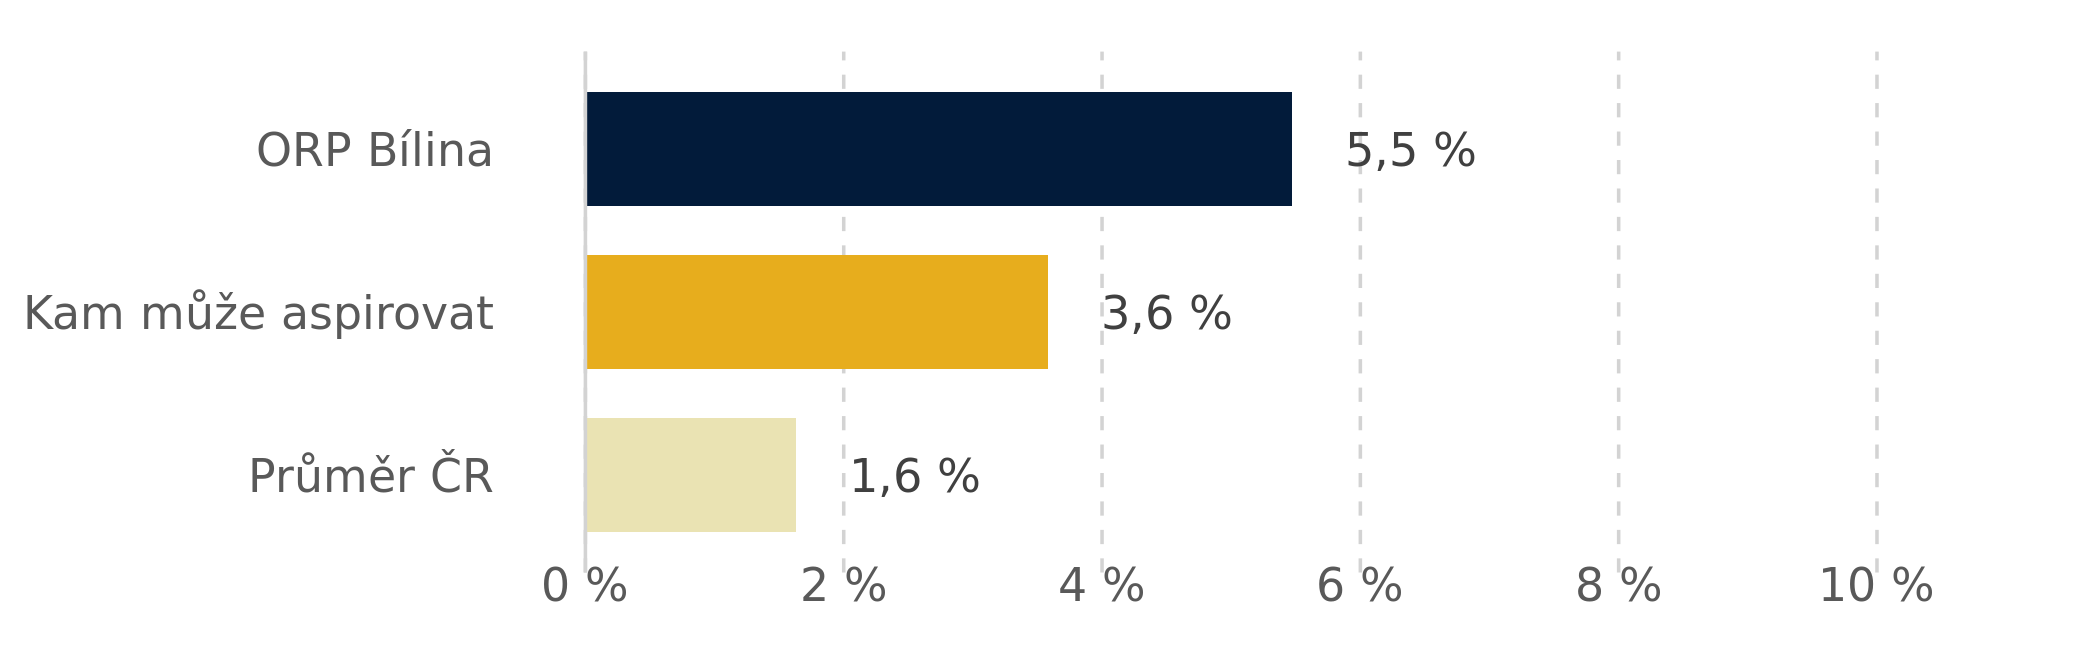 ORP Bílina
5,5 %
Kam může aspirovat
3,6 %
Průměr ČR
1,6 %
0 % 2 % 4 % 6 % 8 % 10 %